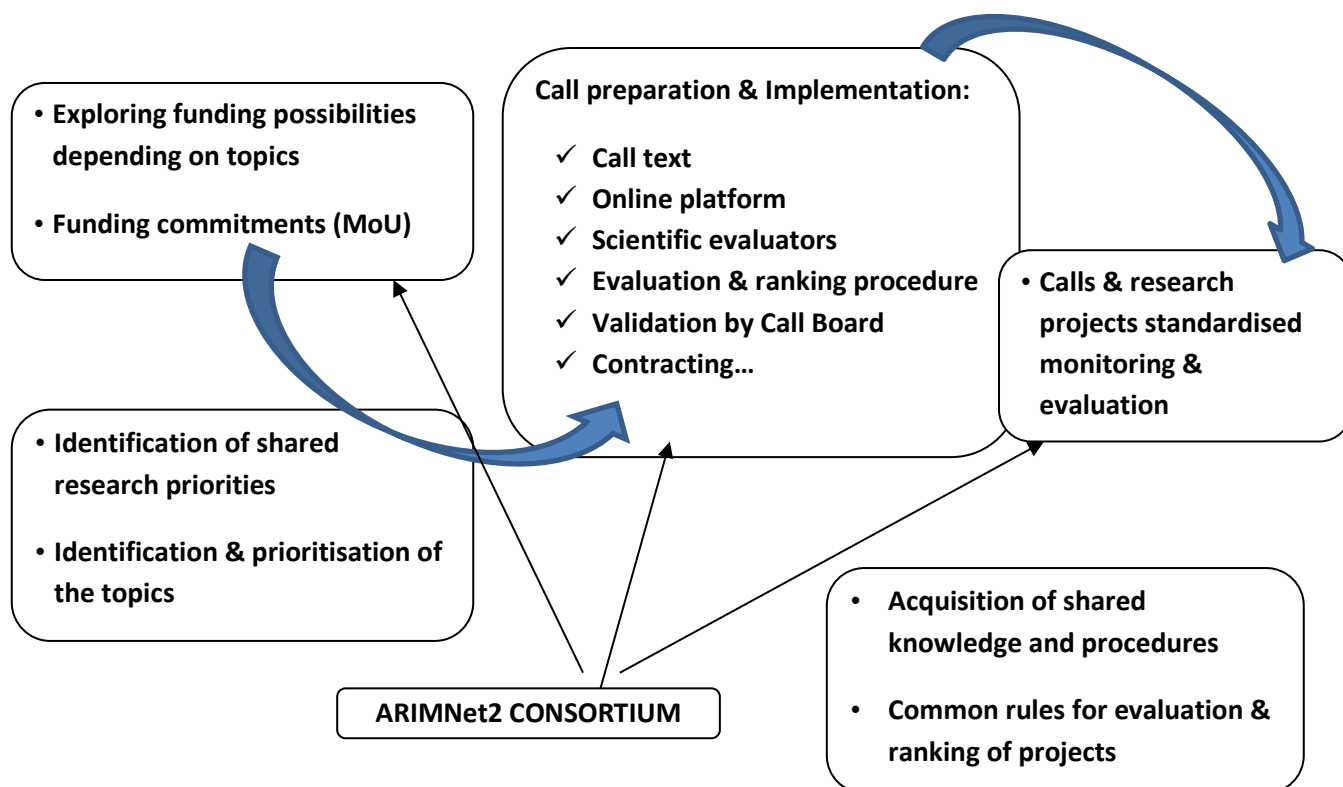 • Exploring funding possibilities
depending on topics
• Funding commitments (MoU)
Call preparation & Implementation:
✓ Call text
✓ Online platform
✓ Scientific evaluators
✓ Evaluation & ranking procedure
✓ Validation by Call Board
✓ Contracting…
• Calls & research
projects standardised
monitoring &
evaluation
• Identification of shared
research priorities
• Identification & prioritisation of
the topics
ARIMNet2 CONSORTIUM
• Acquisition of shared
knowledge and procedures
• Common rules for evaluation &
ranking of projects